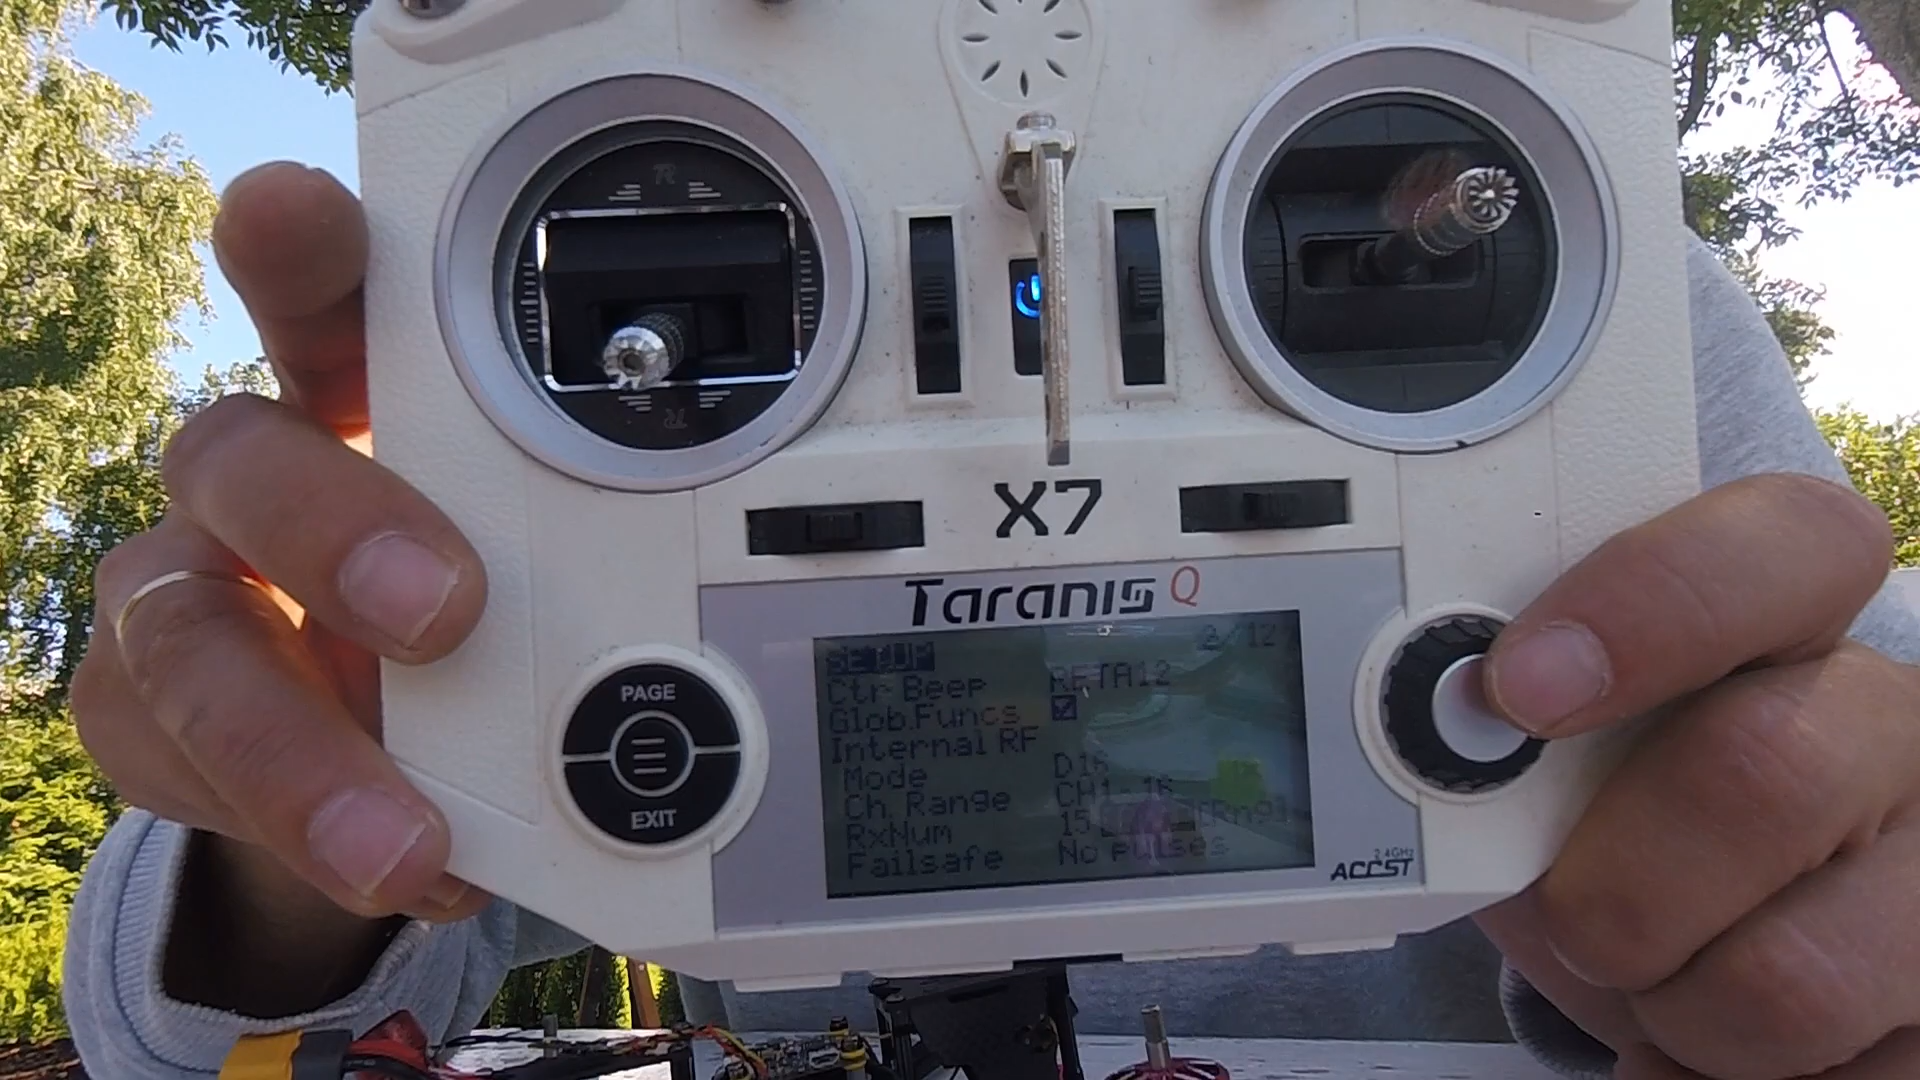 X7
Taranis Q
SETUP 2/12
Ctr Beep RETA12
Glob.Funcs
Internal RF
Mode D16
Ch. Range CH1-16
RxNum 15 [Rng]
Failsafe No pulses
PAGE
EXIT
2.4GHz
ACCST